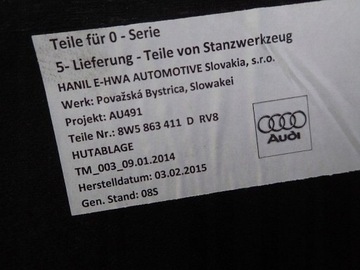 Teile für 0 - Serie
5- Lieferung - Teile von Stanzwerkzeug
HANIL E-HWA AUTOMOTIVE Slovakia, s.r.o.
Werk: Považská Bystrica, Slowakei
Projekt: AU491
Teile Nr.: 8W5 863 411 D RV8
HUTABLAGE
TM_003_09.01.2014
Herstelldatum: 03.02.2015
Gen. Stand: 08S
Audi